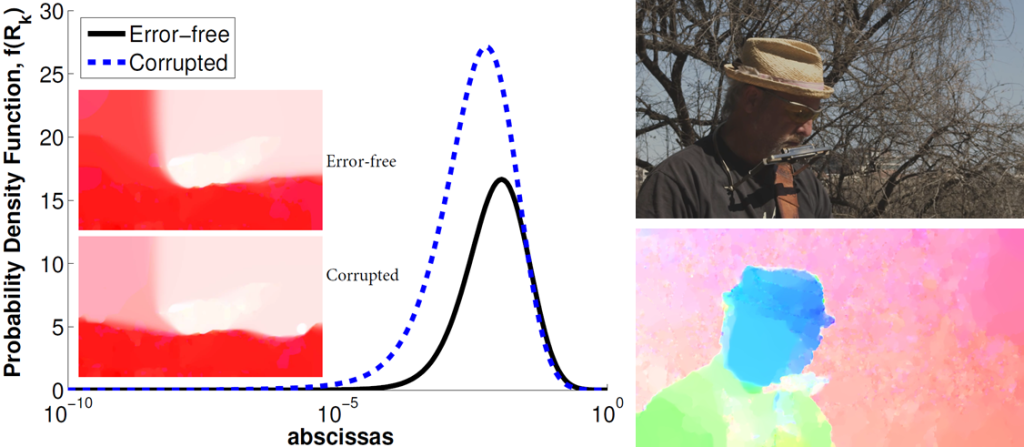 Probability Density Function, f(R_k)
30
25
20
15
10
5
0
Error-free
Corrupted
Error-free
Corrupted
10^-10
10^-5
10^0
abscissas